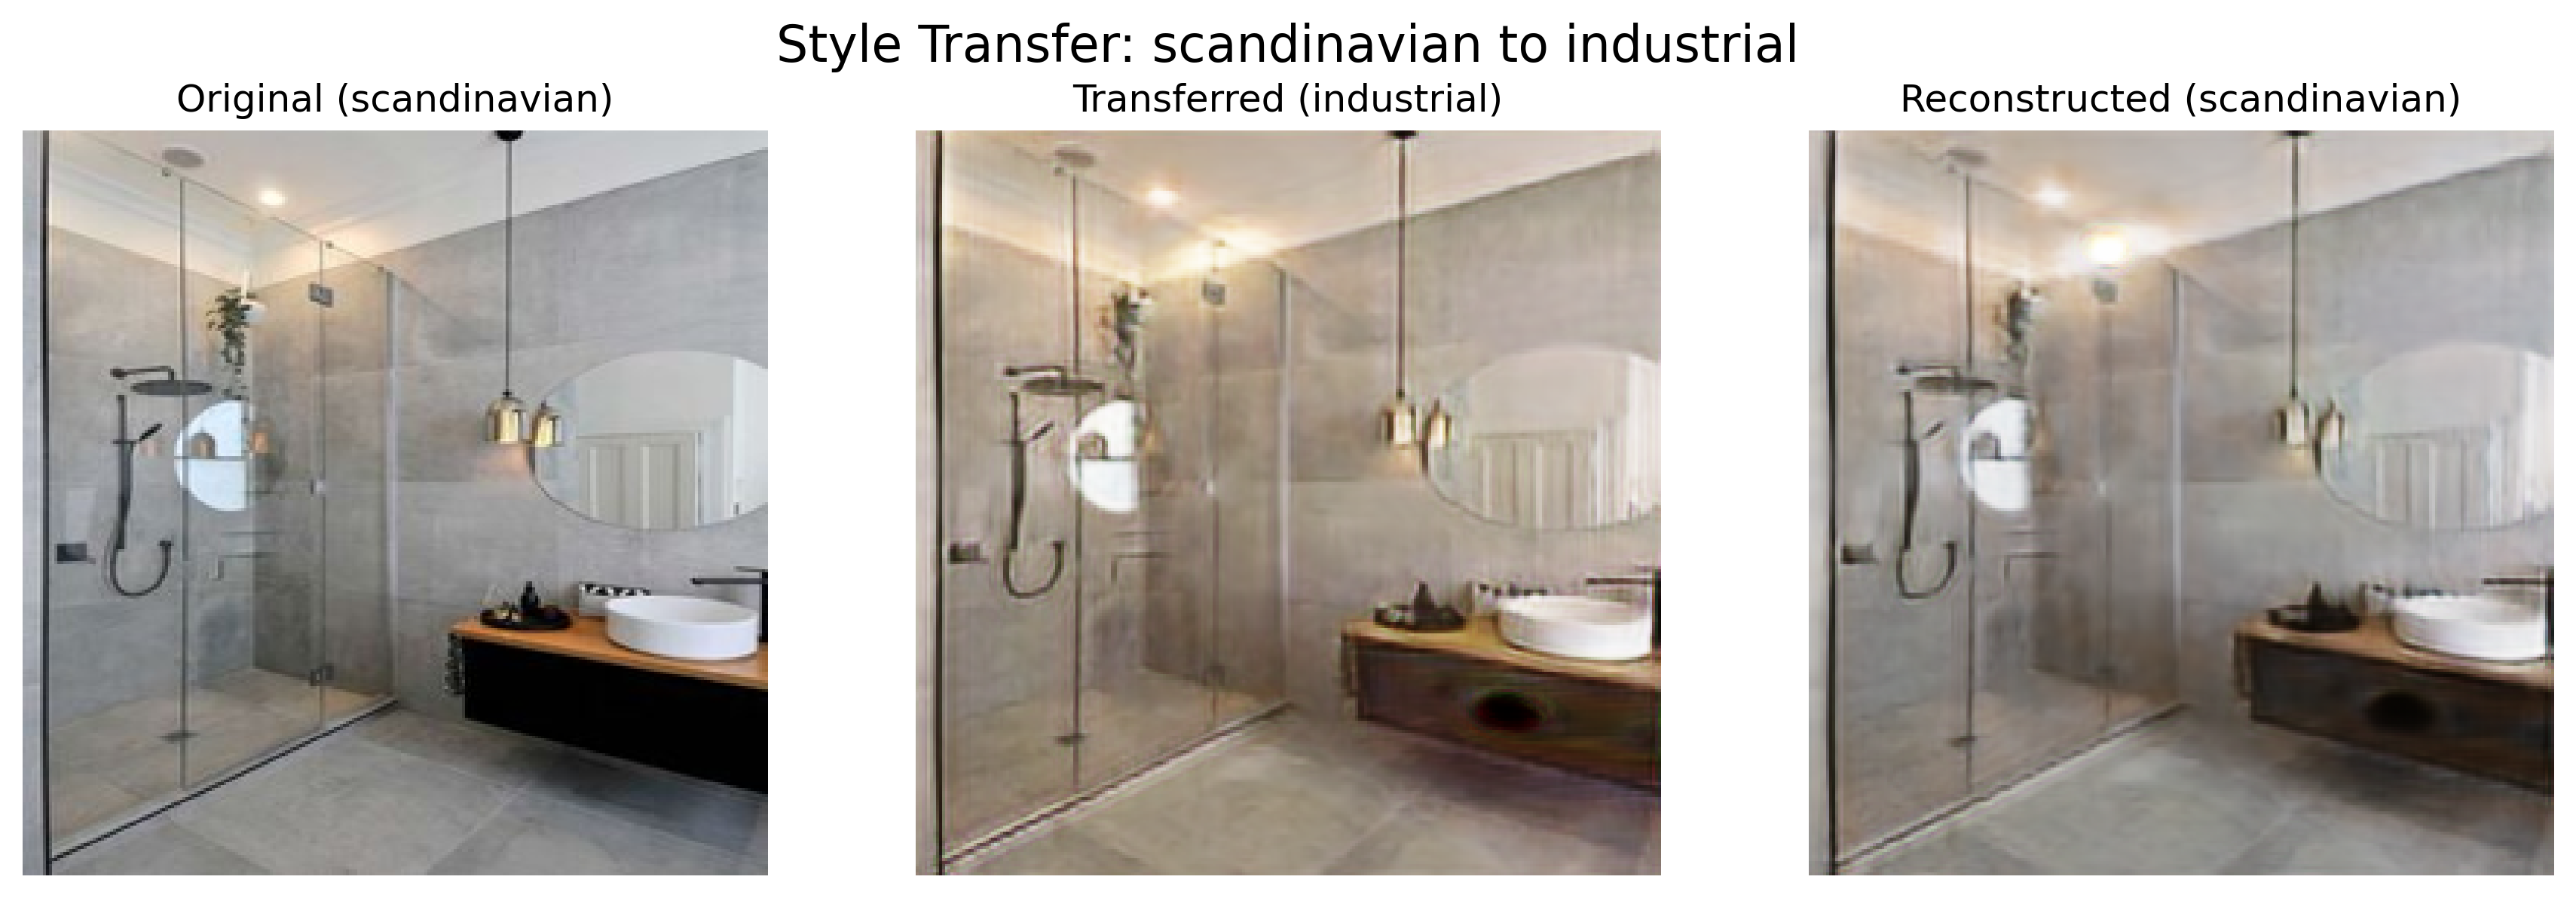 Style Transfer: scandinavian to industrial
Original (scandinavian)
Transferred (industrial)
Reconstructed (scandinavian)